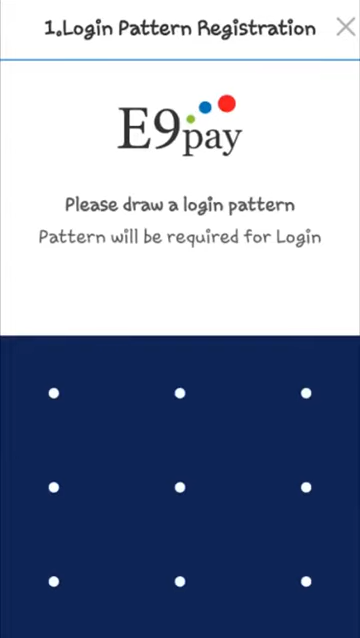 1.Login Pattern Registration
E9pay
Please draw a login pattern
Pattern will be required for Login